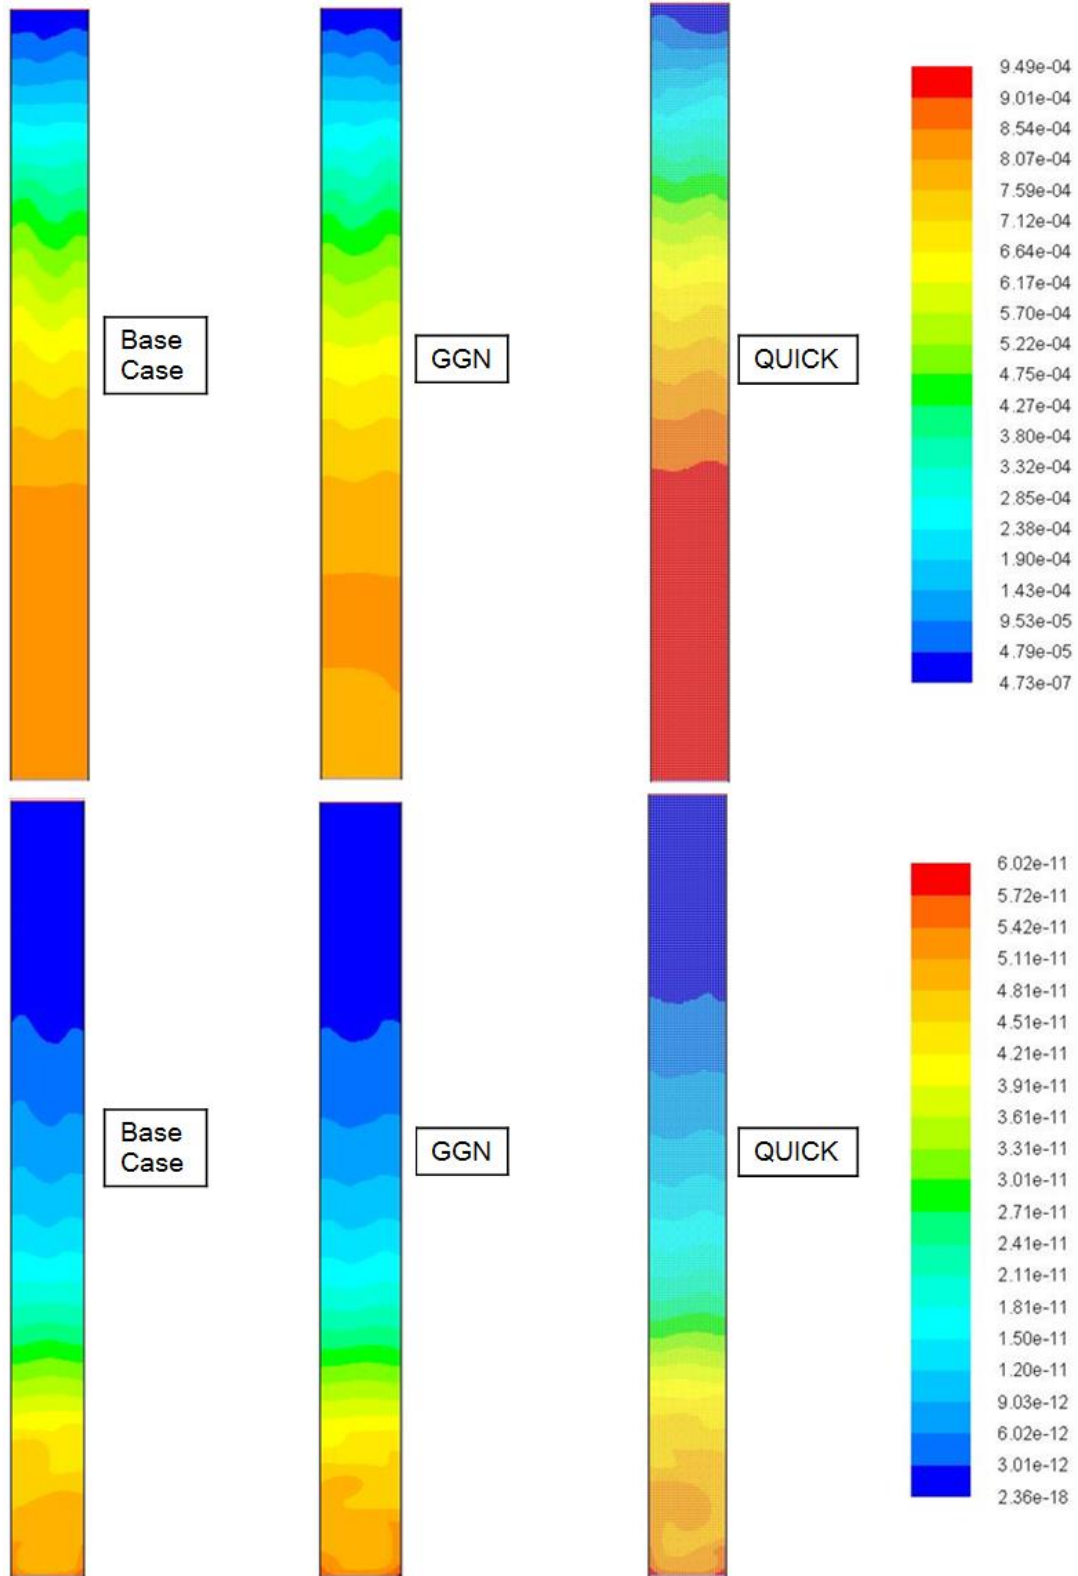 9.49e-04
9.01e-04
8.54e-04
8.07e-04
7.59e-04
7.12e-04
6.64e-04
6.17e-04
5.70e-04
5.22e-04
4.75e-04
4.27e-04
3.80e-04
3.32e-04
2.85e-04
2.38e-04
1.90e-04
1.43e-04
9.53e-05
4.79e-05
4.73e-07
Base
Case
GGN
QUICK
6.02e-11
5.72e-11
5.42e-11
5.11e-11
4.81e-11
4.51e-11
4.21e-11
3.91e-11
3.61e-11
3.31e-11
3.01e-11
2.71e-11
2.41e-11
2.11e-11
1.81e-11
1.50e-11
1.20e-11
9.03e-12
6.02e-12
3.01e-12
2.36e-18
Base
Case
GGN
QUICK